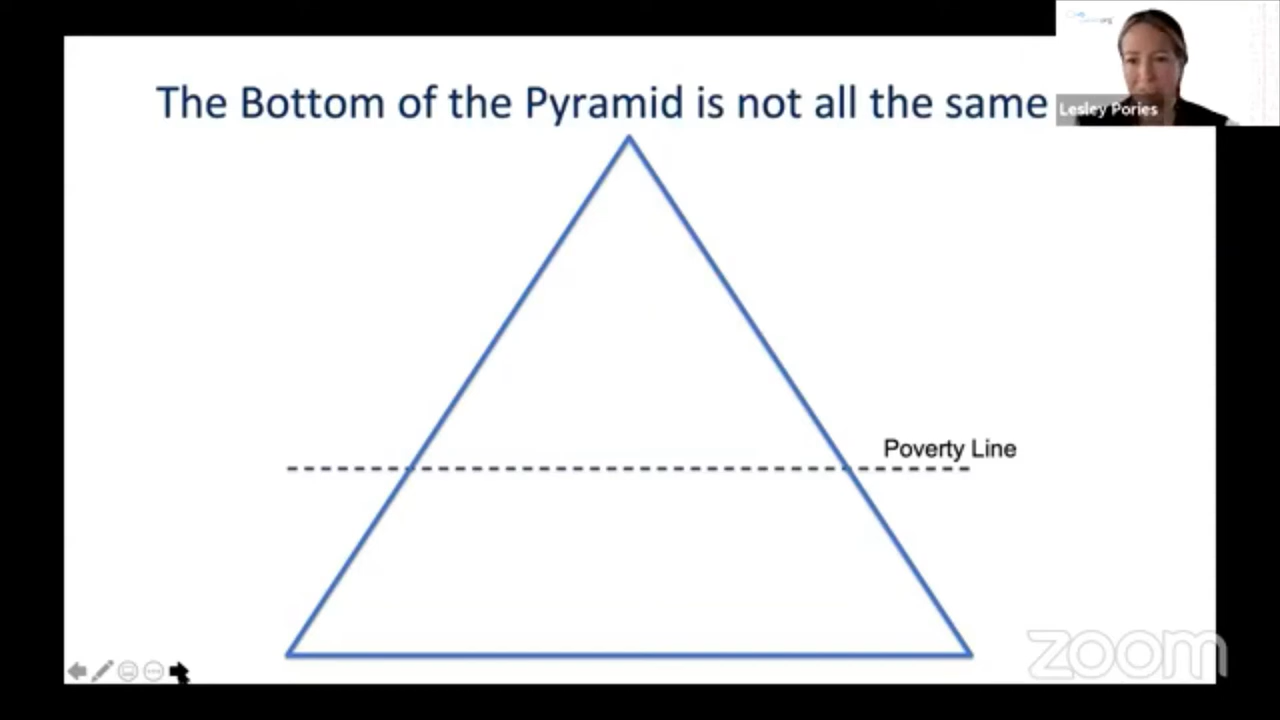 The Bottom of the Pyramid is not all the same
Lesley Pories
Poverty Line
zoom